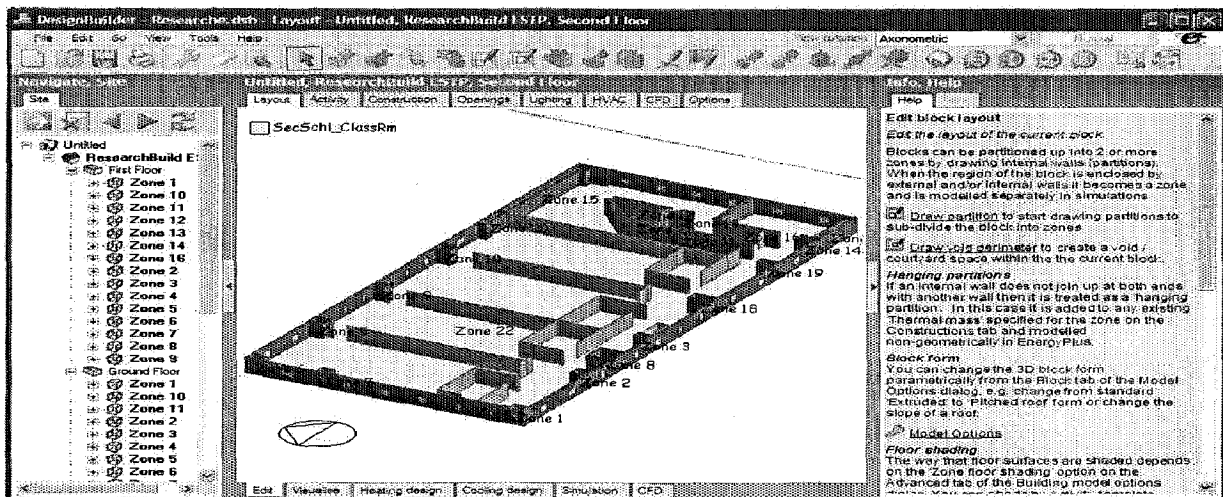 DesignBuilder - Researche.dsb - Layout - Untitled, ResearchBuild ESTP, Second Floor
File Edit Go View Tools Help
Axonometric
Navigate, Site
Untitled, ResearchBuild ESTP, Second Floor
Info, Help
Site
Layout Activity Construction Openings Lighting HVAC CFD Options
Help
SecSchl_ClassRm
Untitled
ResearchBuild E
First Floor
Zone 1
Zone 10
Zone 11
Zone 12
Zone 13
Zone 14
Zone 16
Zone 2
Zone 3
Zone 4
Zone 5
Zone 6
Zone 7
Zone 8
Zone 9
Ground Floor
Zone 1
Zone 10
Zone 11
Zone 2
Zone 3
Zone 4
Zone 5
Zone 6
Zone 15
Zone 14
Zone 19
Zone 22
Zone 3
Zone 8
Zone 2
Zone 1
Edit Visualise Heating design Cooling design Simulation CFD
Edit block layout
Edit the layout of the current block.
Blocks can be partitioned up into 2 or more
zones by drawing internal walls (partitions).
When the region of the block is enclosed by
external and/or internal walls it becomes a zone
and is modelled separately in simulations
Draw partition to start drawing partitions to
sub-divide the block into zones
Draw void perimeter to create a void /
courtyard space within the the current block.
Hanging partitions
If an internal wall does not join up at both ends
with another wall then it is treated as a 'hanging
partition'. In this case it is added to any existing
'Thermal mass' specified for the zone on the
Constructions tab and modelled
non-geometrically in EnergyPlus.
Block form
You can change the 3D block form
parametrically from the Block tab of the Model
Options dialog, e.g. change from standard
'Extruded' to 'Pitched roof' form or change the
slope of a roof.
Model Options
Floor shading
The way that floor surfaces are shaded depends
on the 'Zone floor shading' option on the
Advanced tab of the Building model options